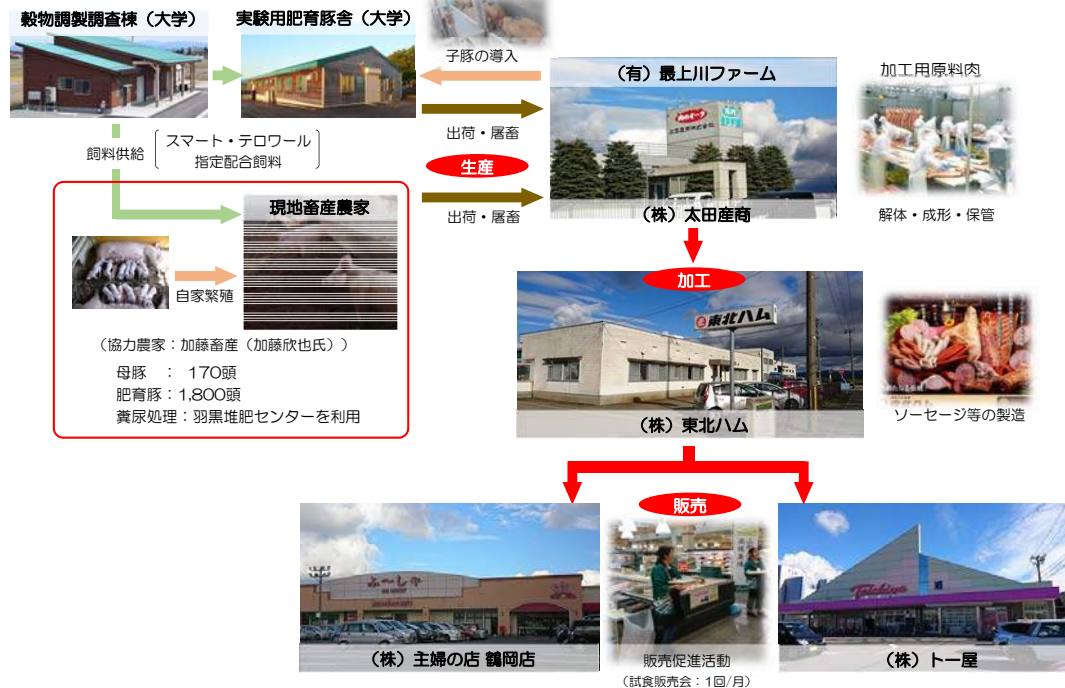 穀物調製調査棟（大学）
実験用肥育豚舎（大学）
子豚の導入
（有）最上川ファーム
加工用原料肉
出荷・屠畜
飼料供給
スマート・テロワール
指定配合飼料
生産
現地畜産農家
出荷・屠畜
（株）太田産商
解体・成形・保管
自家繁殖
加工
東北ハム
（協力農家：加藤畜産（加藤欣也氏））
母豚　：　170頭
肥育豚：1,800頭
糞尿処理：羽黒堆肥センターを利用
（株）東北ハム
ソーセージ等の製造
販売
ふ〜しゃ
Toichiya
（株）主婦の店 鶴岡店
販売促進活動
（試食販売会：1回/月）
（株）ト一屋